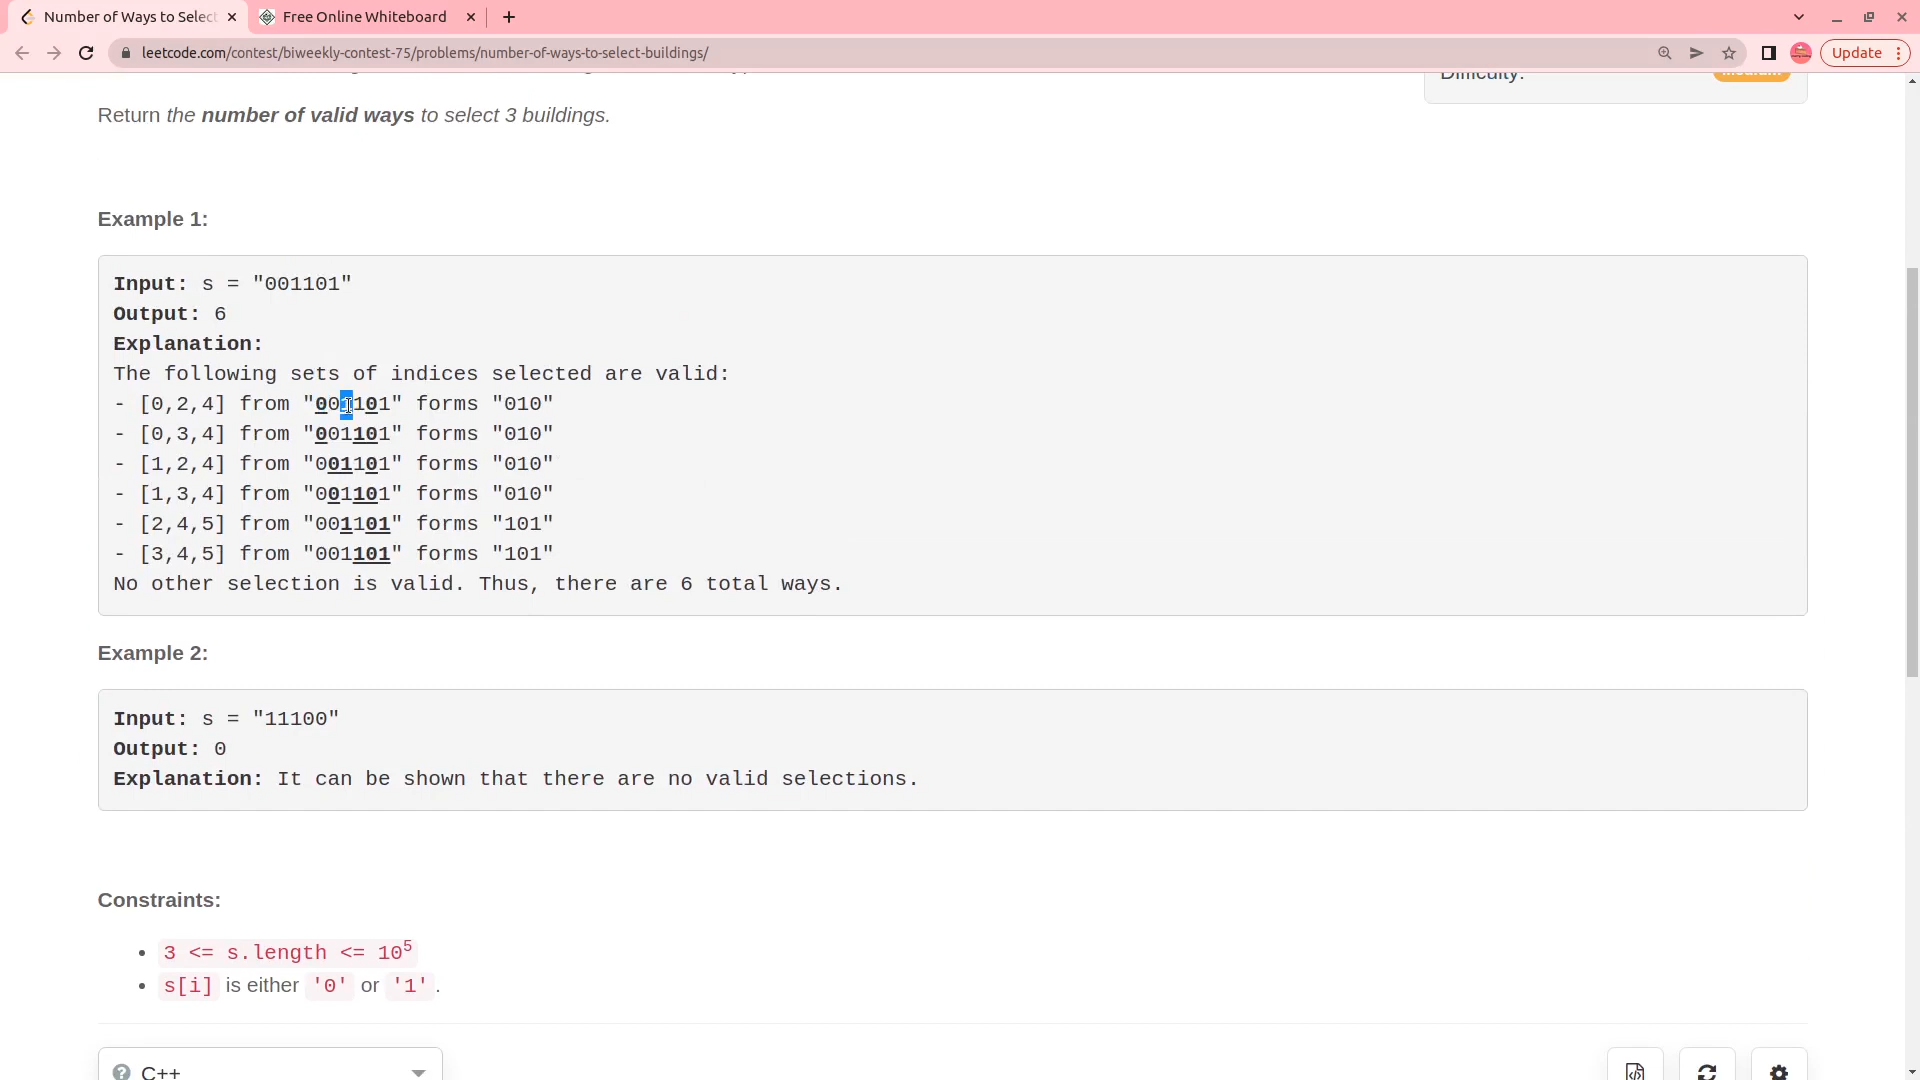 Number of Ways to Select
Free Online Whiteboard
leetcode.com/contest/biweekly-contest-75/problems/number-of-ways-to-select-buildings/
Update
Difficulty:
Medium
Return the number of valid ways to select 3 buildings.
Example 1:
Input: s = "001101"
Output: 6
Explanation:
The following sets of indices selected are valid:
- [0,2,4] from "001101" forms "010"
- [0,3,4] from "001101" forms "010"
- [1,2,4] from "001101" forms "010"
- [1,3,4] from "001101" forms "010"
- [2,4,5] from "001101" forms "101"
- [3,4,5] from "001101" forms "101"
No other selection is valid. Thus, there are 6 total ways.
Example 2:
Input: s = "11100"
Output: 0
Explanation: It can be shown that there are no valid selections.
Constraints:
• 3 <= s.length <= 10⁵
• s[i] is either '0' or '1'.
C++